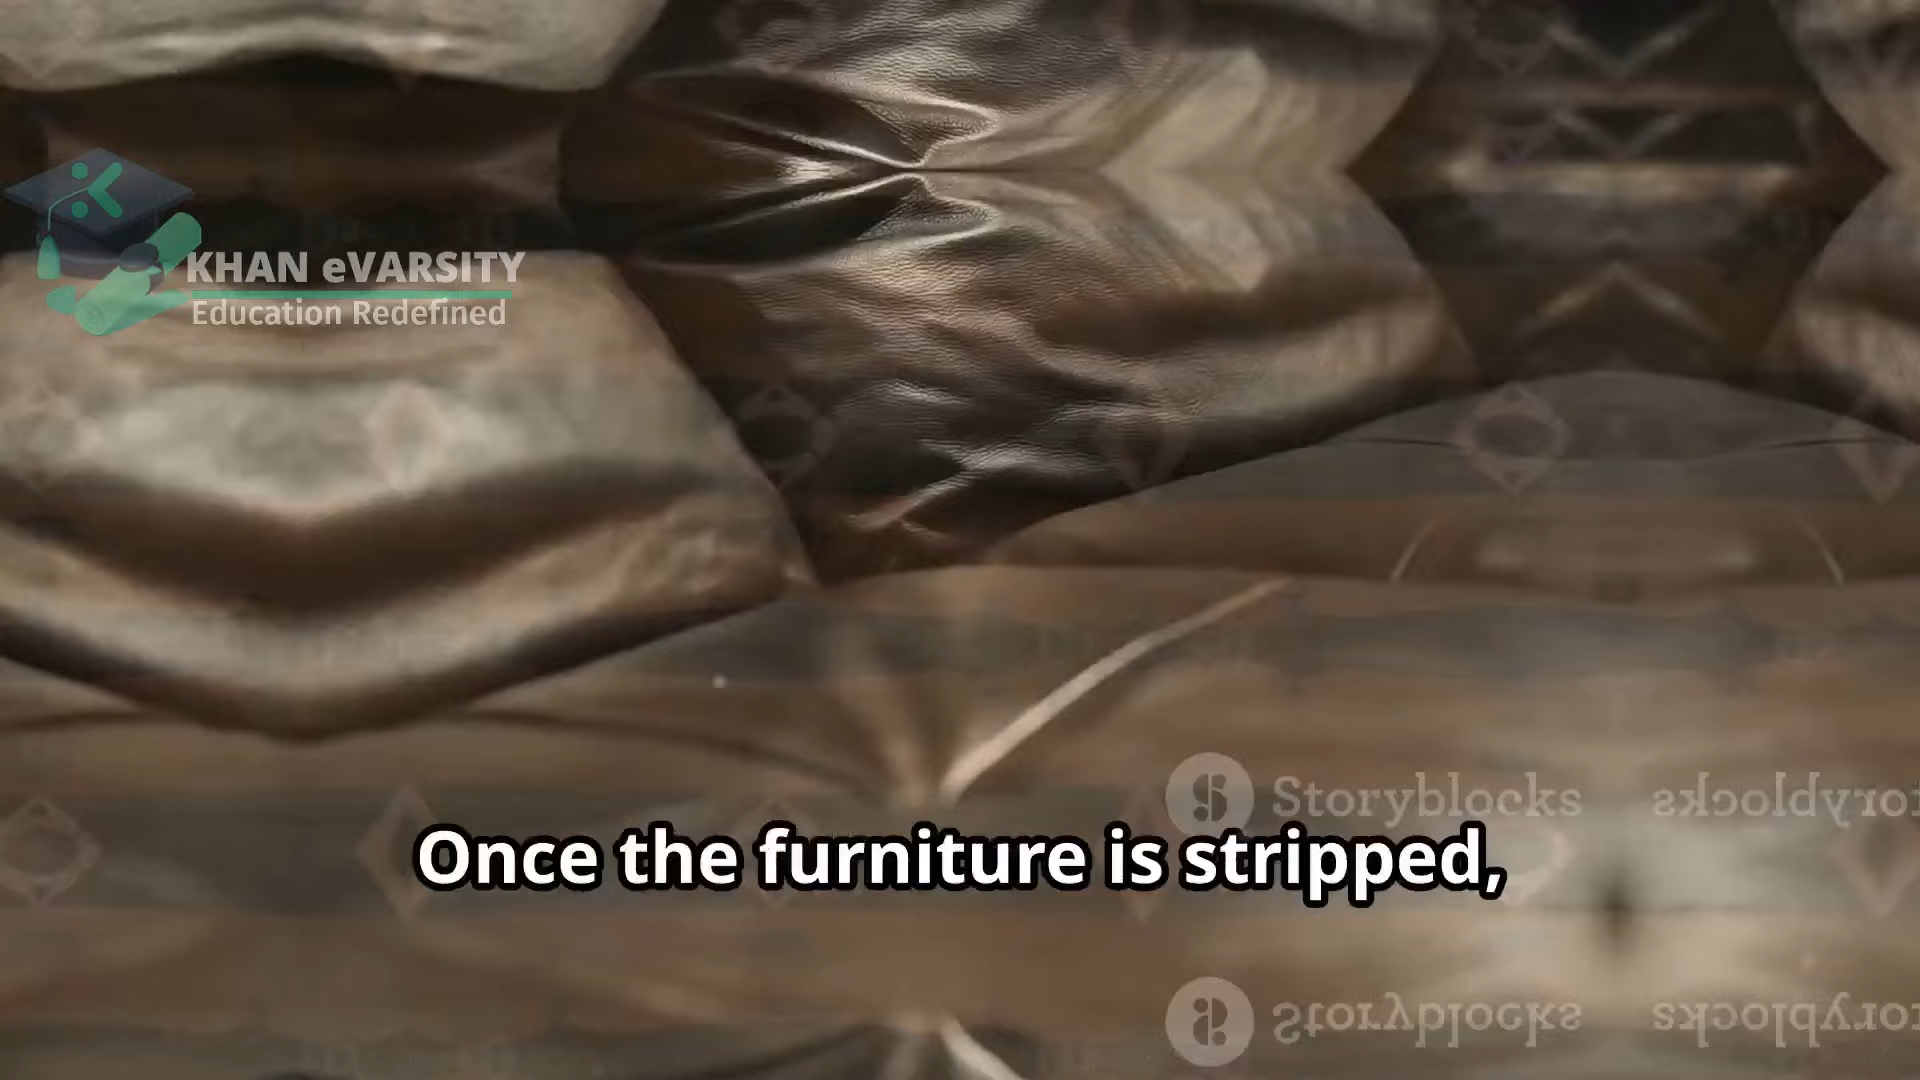 KHAN eVARSITY
Education Redefined
Storyblocks
Once the furniture is stripped,